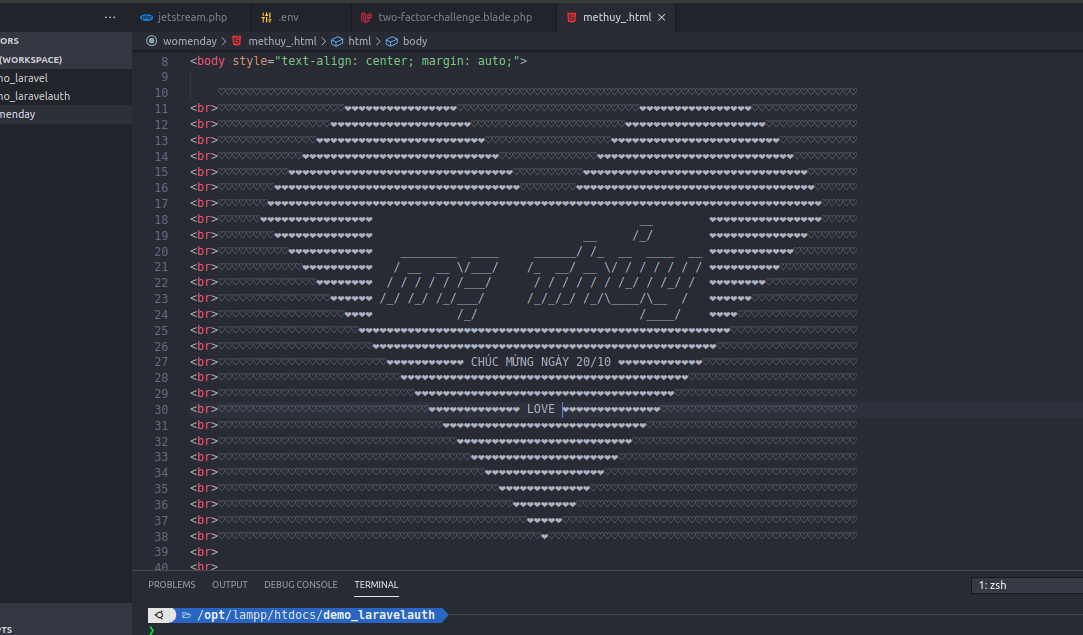 ··· jetstream.php .env two-factor-challenge.blade.php methuy_.html ×
ORS
womenday > methuy_.html > html > body
(WORKSPACE)
8 <body style="text-align: center; margin: auto;">
no_laravel
9
no_laravelauth
10
menday
11 <br>
12 <br>
13 <br>
14 <br>
15 <br>
16 <br>
17 <br>
18 <br>
19 <br>
20 <br>
21 <br>
22 <br>
23 <br>
24 <br>
25 <br>
26 <br>
27 <br> CHÚC MỪNG NGÀY 20/10
28 <br>
29 <br>
30 <br> LOVE
31 <br>
32 <br>
33 <br>
34 <br>
35 <br>
36 <br>
37 <br>
38 <br>
39 <br>
40 <br>
PROBLEMS OUTPUT DEBUG CONSOLE TERMINAL 1: zsh
/opt/lampp/htdocs/demo_laravelauth
TS